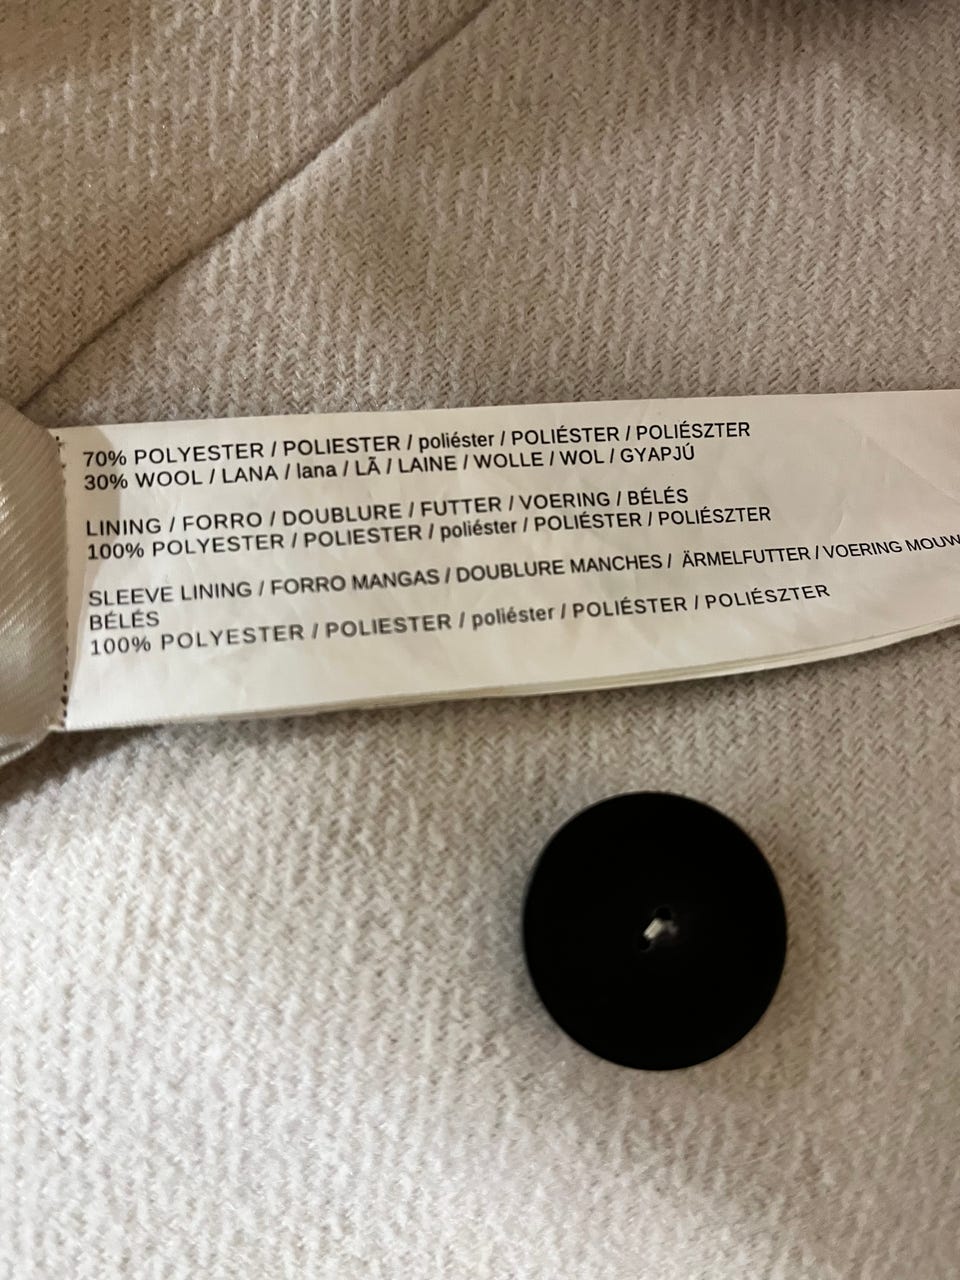 70% POLYESTER / POLIESTER / poliéster / POLIÉSTER / POLIÉSZTER
30% WOOL / LANA / lana / LÃ / LAINE / WOLLE / WOL / GYAPJÚ
LINING / FORRO / DOUBLURE / FUTTER / VOERING / BÉLÉS
100% POLYESTER / POLIESTER / poliéster / POLIÉSTER / POLIÉSZTER
SLEEVE LINING / FORRO MANGAS / DOUBLURE MANCHES / ÄRMELFUTTER / VOERING
BÉLÉS
100% POLYESTER / POLIESTER / poliéster / POLIÉSTER / POLIÉSZTER